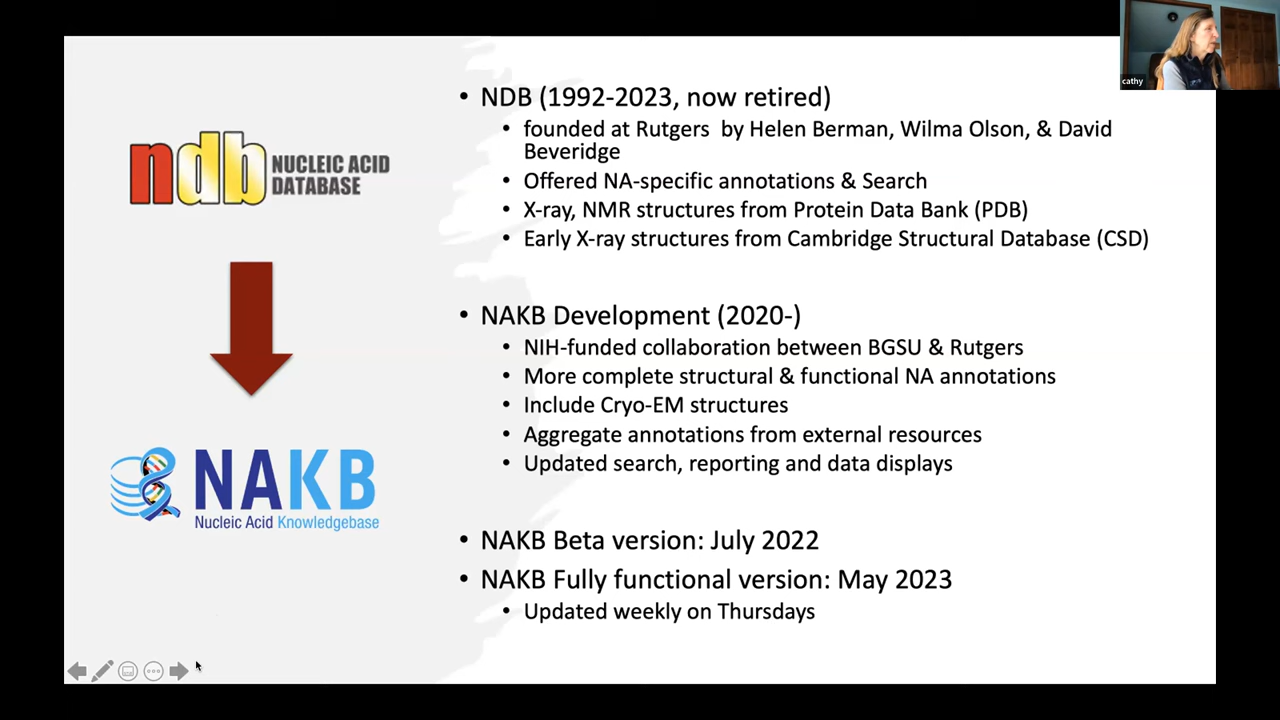 cathy
ndb NUCLEIC ACID
DATABASE
NAKB
Nucleic Acid Knowledgebase
• NDB (1992-2023, now retired)
• founded at Rutgers by Helen Berman, Wilma Olson, & David
Beveridge
• Offered NA-specific annotations & Search
• X-ray, NMR structures from Protein Data Bank (PDB)
• Early X-ray structures from Cambridge Structural Database (CSD)
• NAKB Development (2020-)
• NIH-funded collaboration between BGSU & Rutgers
• More complete structural & functional NA annotations
• Include Cryo-EM structures
• Aggregate annotations from external resources
• Updated search, reporting and data displays
• NAKB Beta version: July 2022
• NAKB Fully functional version: May 2023
• Updated weekly on Thursdays